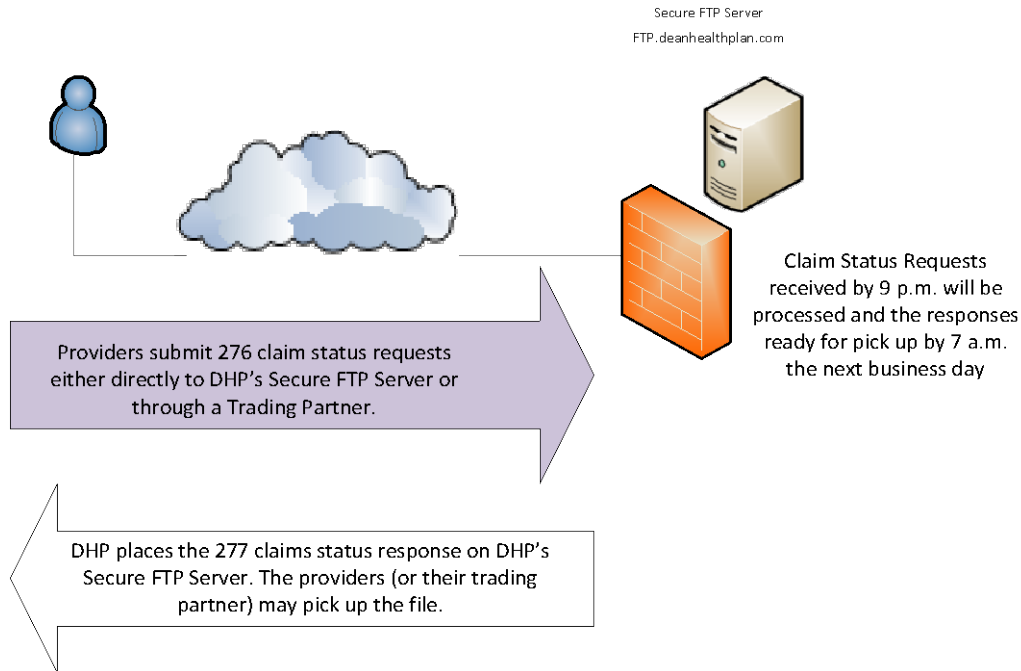 Secure FTP Server
FTP.deanhealthplan.com
Claim Status Requests
received by 9 p.m. will be
processed and the responses
ready for pick up by 7 a.m.
the next business day
Providers submit 276 claim status requests
either directly to DHP’s Secure FTP Server or
through a Trading Partner.
DHP places the 277 claims status response on DHP’s
Secure FTP Server. The providers (or their trading
partner) may pick up the file.